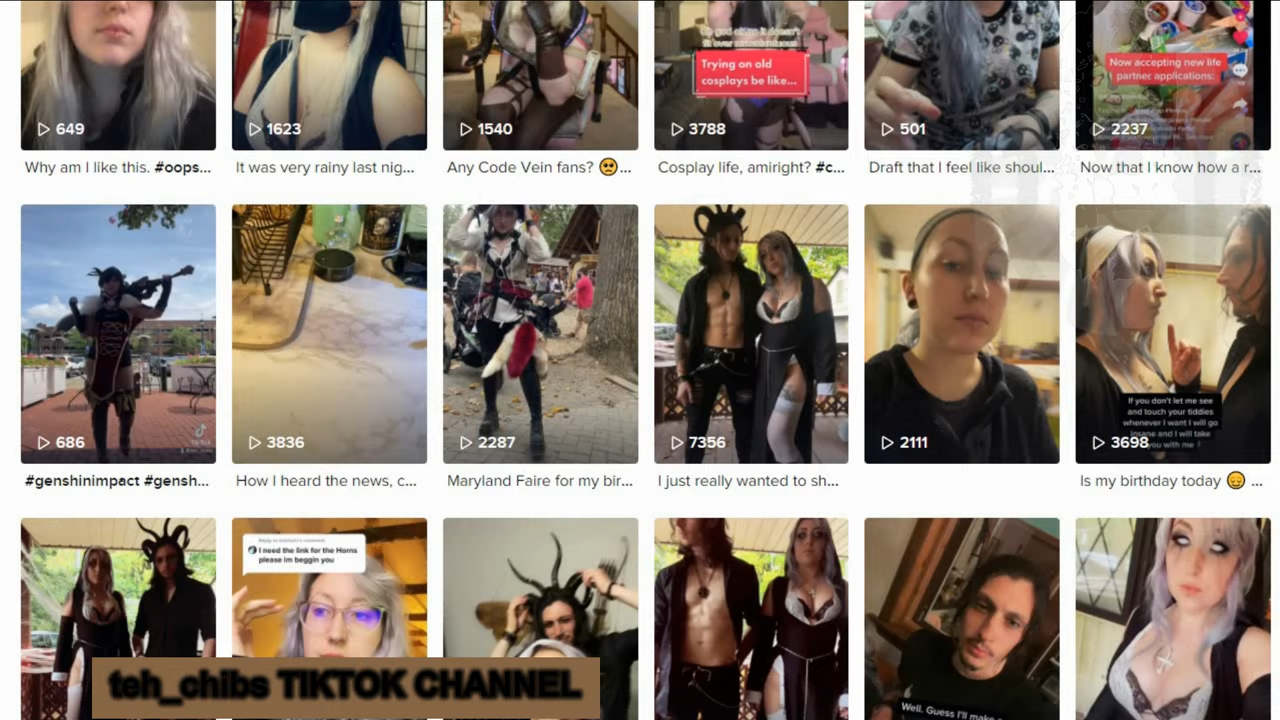 Trying on old
cosplays be like...
Now accepting new life
partner applications:
649
1623
1540
3788
501
2237
Why am I like this. #oops...
It was very rainy last nig...
Any Code Vein fans? 🥺...
Cosplay life, amiright? #c...
Draft that I feel like shoul...
Now that I know how a r...
If you don't let me see
and touch your tiddies
whenever I want I will go
insane and I will take
you with me
686
3836
2287
7356
2111
3698
TikTok
#genshinimpact #gensh...
How I heard the news, c...
Maryland Faire for my bir...
I just really wanted to sh...
Is my birthday today 😌 ...
I need the link for the Horns
please im beggin you
Well. Guess I'll make
teh_chibs TIKTOK CHANNEL